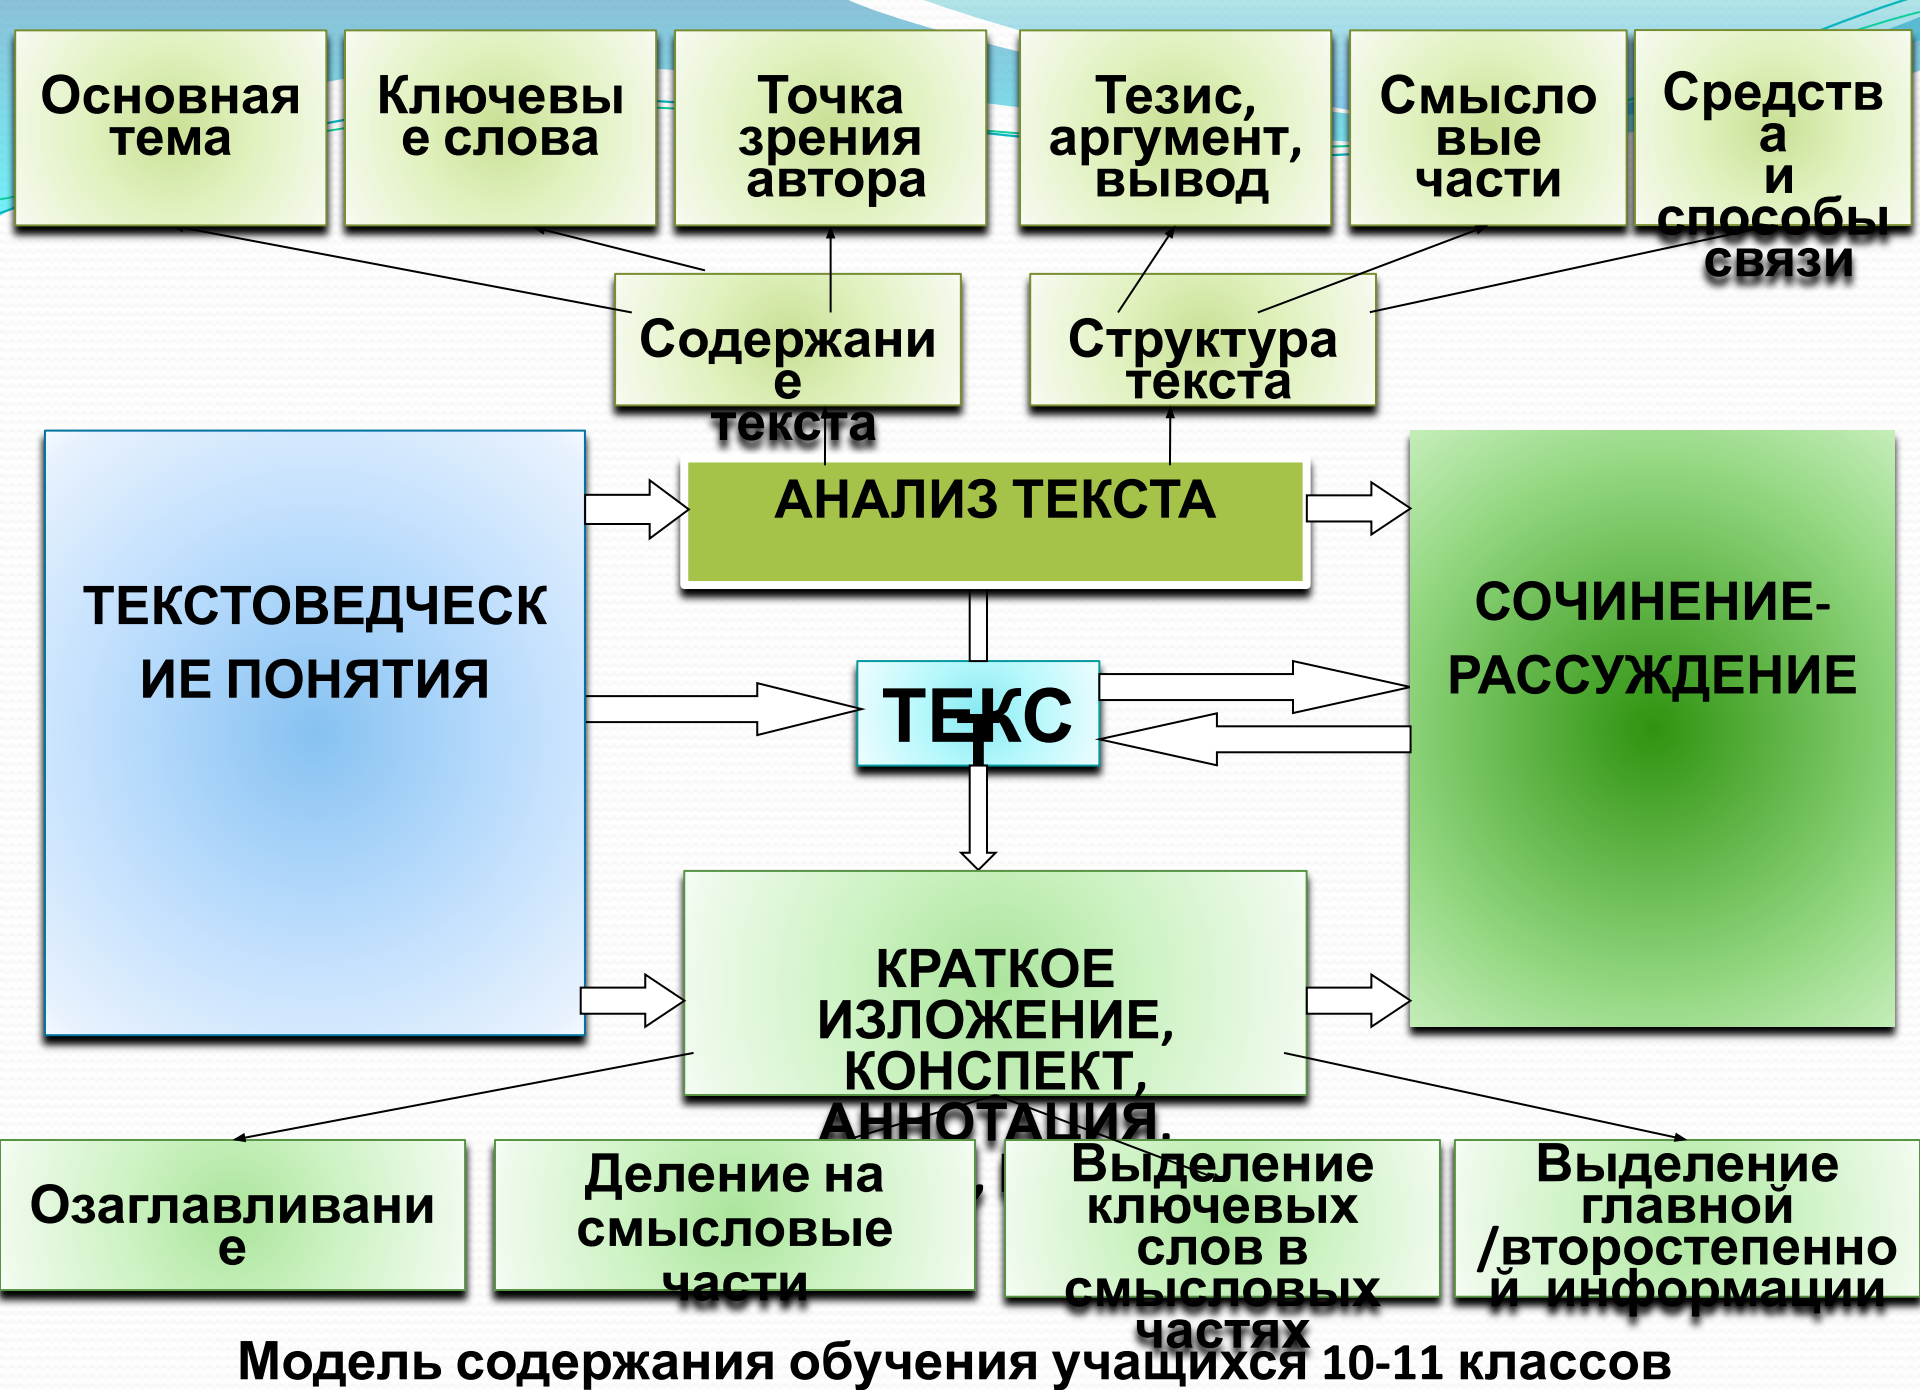 Основная
тема
Ключевы
е слова
Точка
зрения
автора
Тезис,
аргумент,
вывод
Смысло
вые
части
Средств
а
и
способы
связи
Содержани
е
текста
Структура
текста
АНАЛИЗ ТЕКСТА
ТЕКСТОВЕДЧЕСК
ИЕ ПОНЯТИЯ
СОЧИНЕНИЕ-
РАССУЖДЕНИЕ
ТЕКС
Т
КРАТКОЕ
ИЗЛОЖЕНИЕ,
КОНСПЕКТ,
АННОТАЦИЯ,
Озаглавливани
е
Деление на
смысловые
части
Выделение
ключевых
слов в
смысловых
частях
Выделение
главной
/второстепенно
й информации
Модель содержания обучения учащихся 10-11 классов